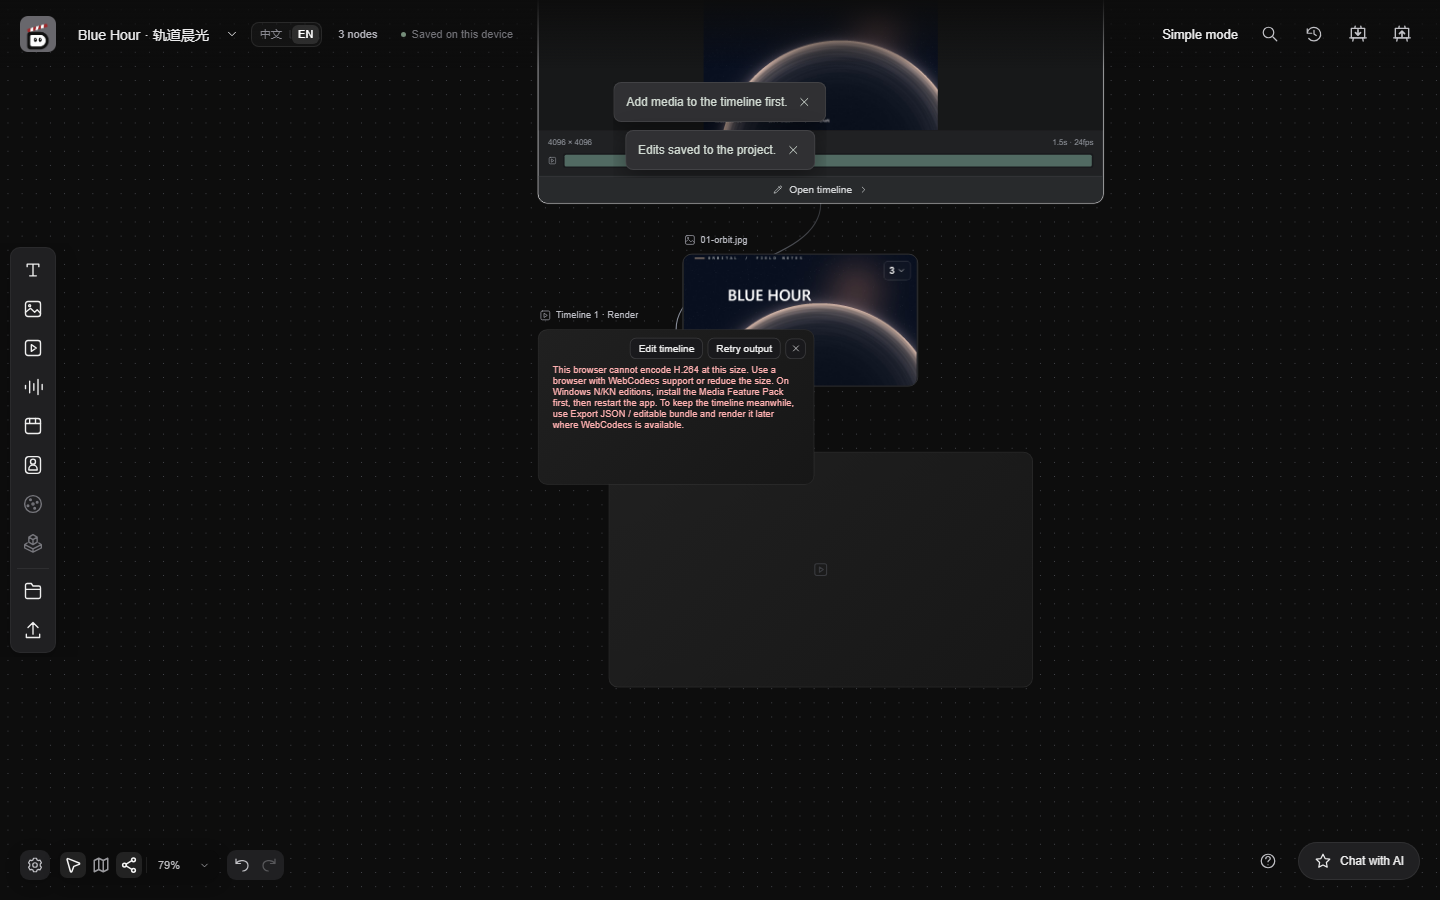 Blue Hour · 轨道晨光
中文 EN
3 nodes
Saved on this device
Simple mode
Add media to the timeline first.
Edits saved to the project.
4096 × 4096
1.5s · 24fps
Open timeline
01-orbit.jpg
ORBITAL / FIELD NOTES
3
BLUE HOUR
Timeline 1 · Render
Edit timeline
Retry output
This browser cannot encode H.264 at this size. Use a
browser with WebCodecs support or reduce the size. On
Windows N/KN editions, install the Media Feature Pack
first, then restart the app. To keep the timeline meanwhile,
use Export JSON / editable bundle and render it later
where WebCodecs is available.
79%
Chat with AI